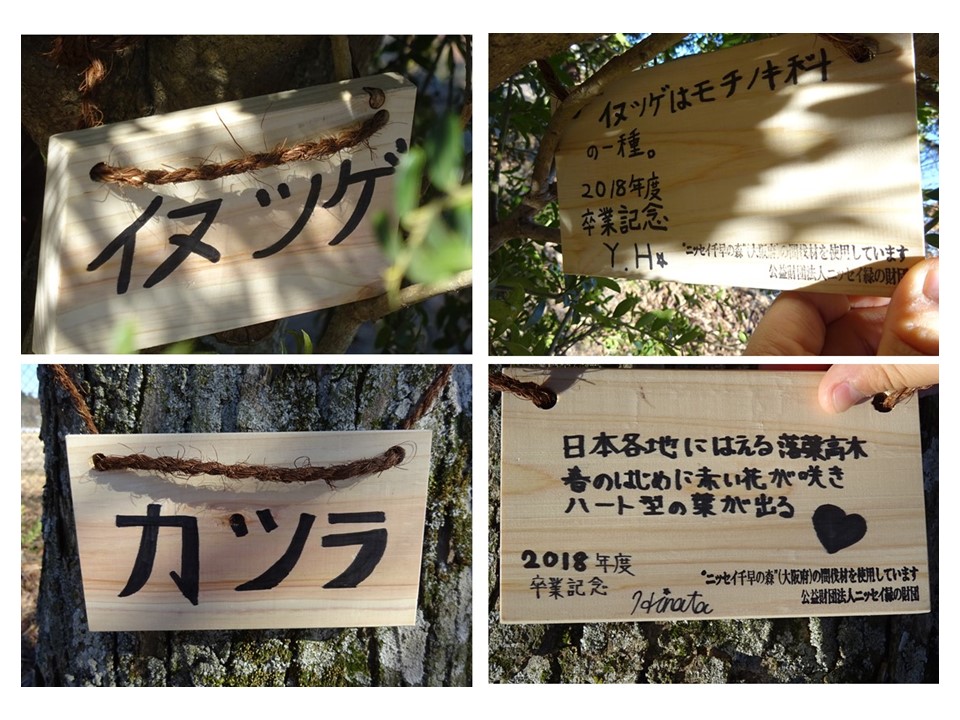 イヌツゲ
イヌツゲはモチノキ科
の一種。
2018年度
卒業記念
Y.H
"ニッセイ千早の森"(大阪府)の間伐材を使用しています
公益財団法人ニッセイ緑の財団
カツラ
日本各地にはえる落葉高木
春のはじめに赤い花が咲き
ハート型の葉が出る
2018年度
卒業記念
Hinata
"ニッセイ千早の森"(大阪府)の間伐材を使用しています
公益財団法人ニッセイ緑の財団